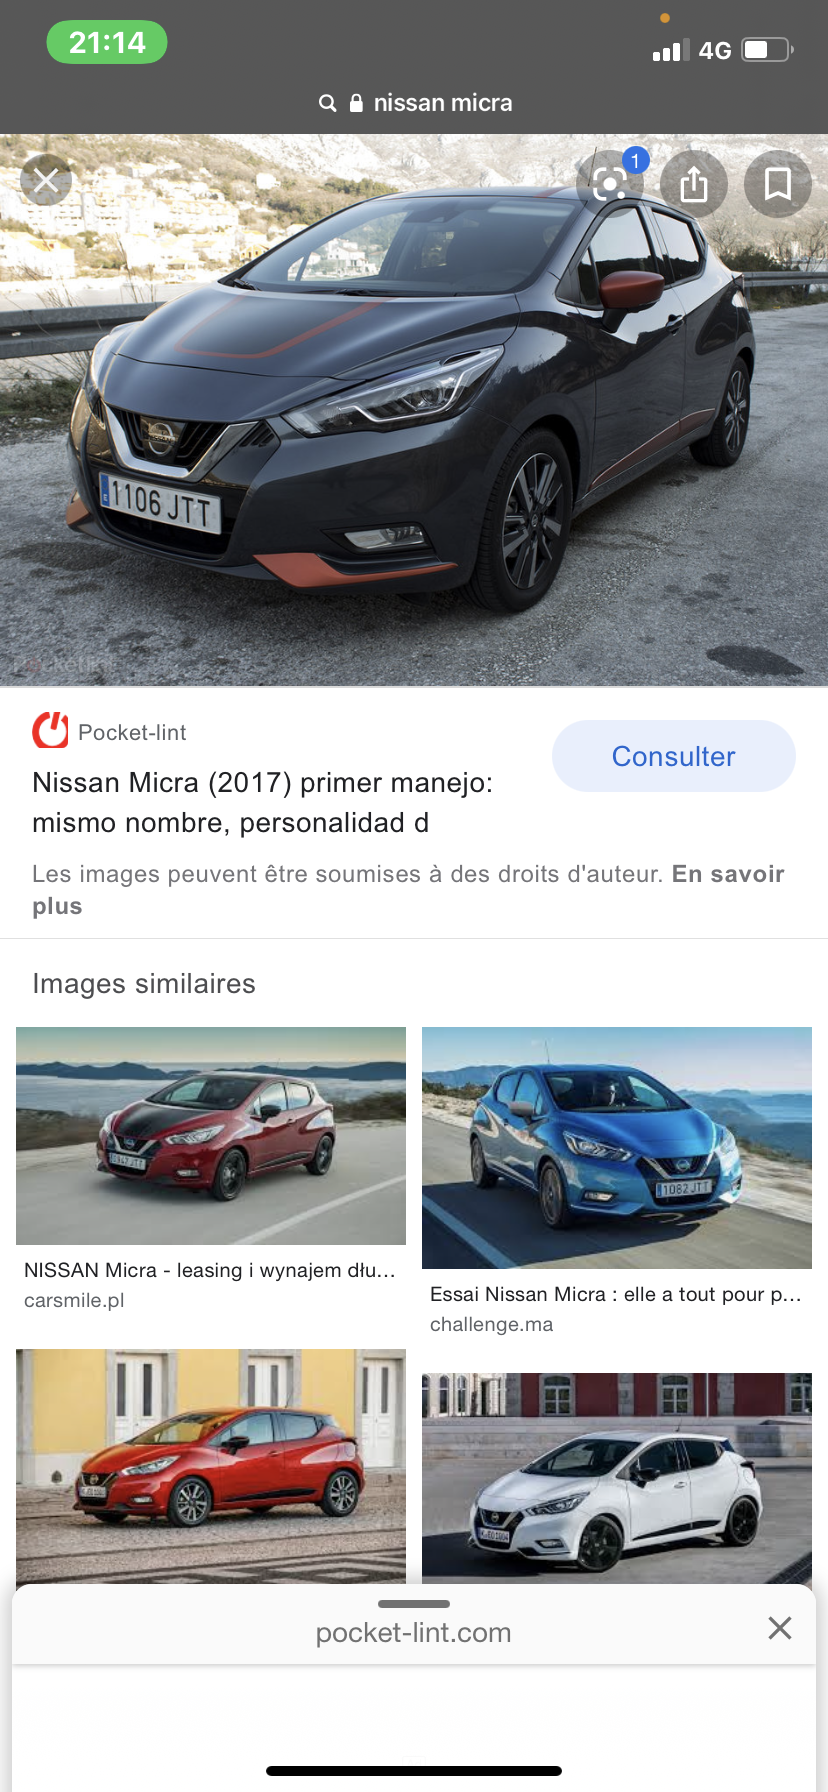 21:14
4G
nissan micra
1
1106 JTT
Pocket-lint
Consulter
Nissan Micra (2017) primer manejo:
mismo nombre, personalidad d
Les images peuvent être soumises à des droits d'auteur. En savoir
plus
Images similaires
1082 JTT
NISSAN Micra - leasing i wynajem dłu...
carsmile.pl
Essai Nissan Micra : elle a tout pour p...
challenge.ma
pocket-lint.com